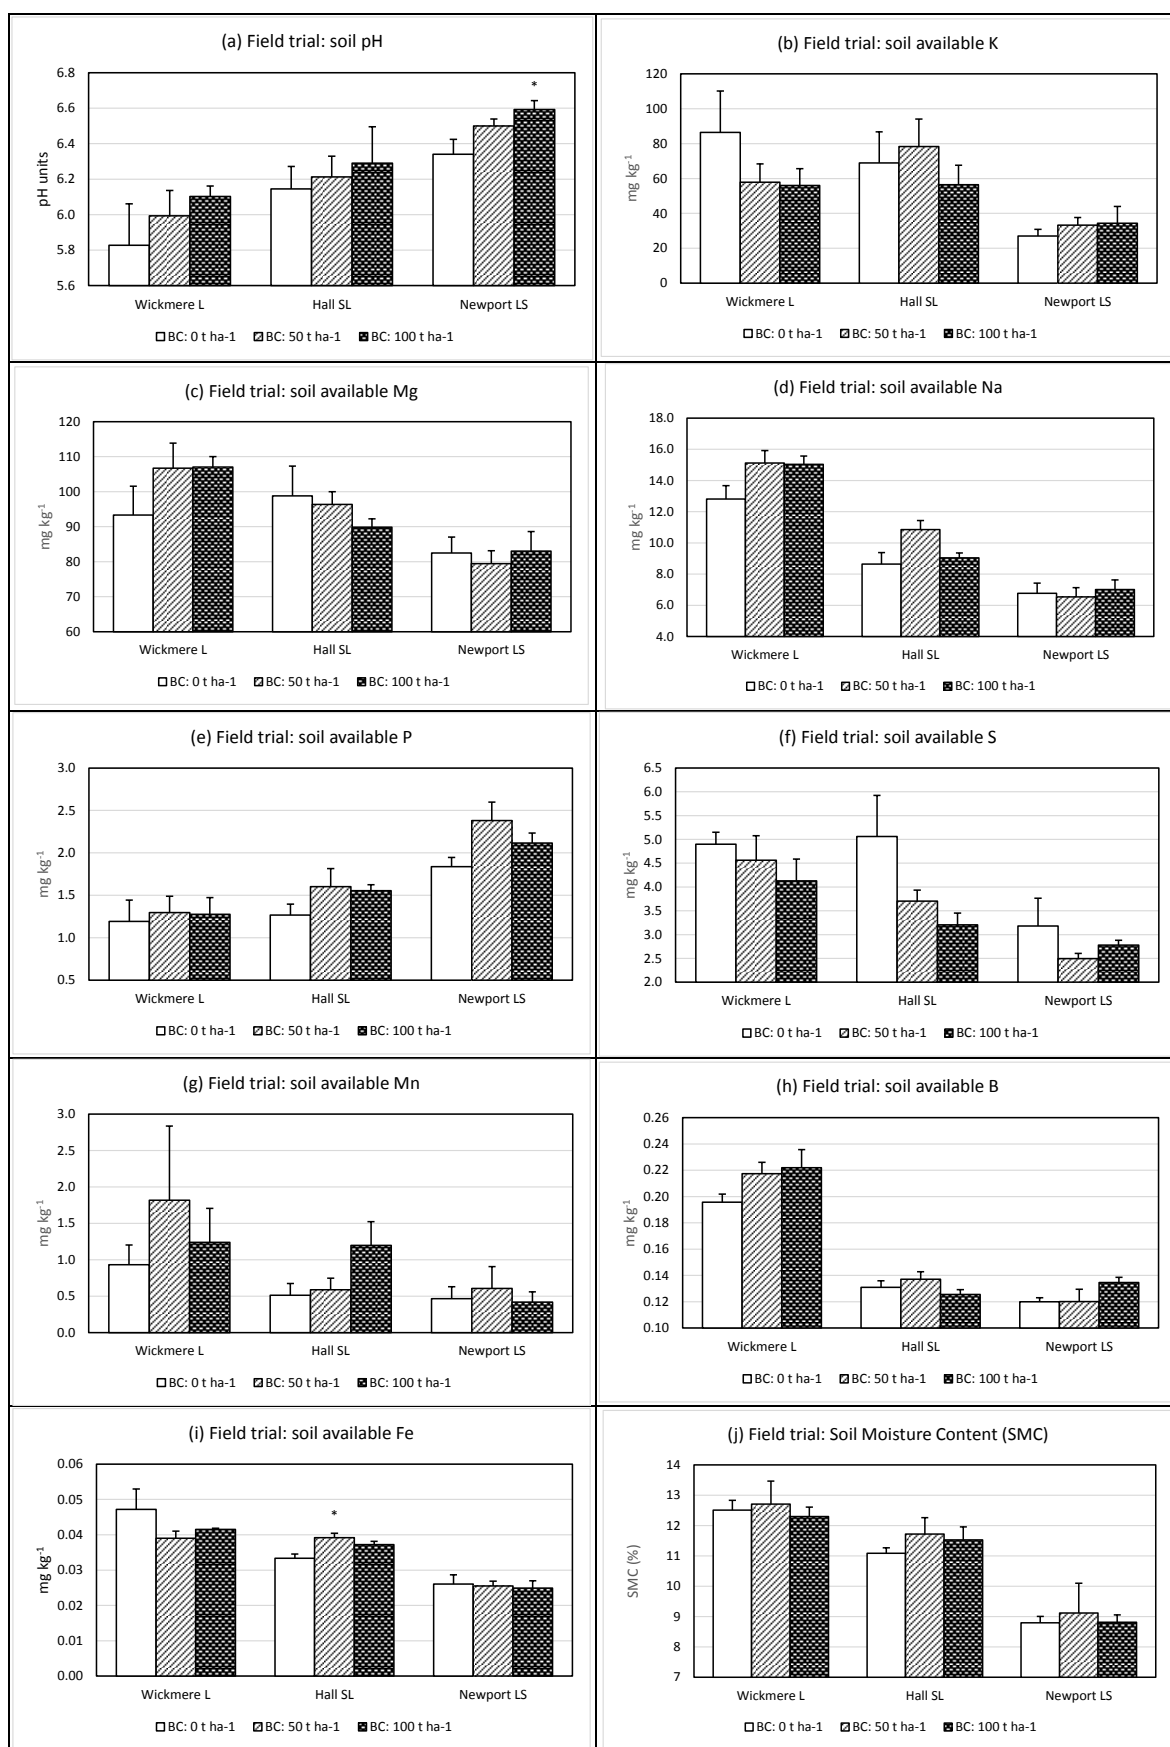 (a) Field trial: soil pH
6.8
*
6.6
6.4
6.2
6.0
5.8
5.6
pH units
Wickmere L Hall SL Newport LS
BC: 0 t ha-1 BC: 50 t ha-1 BC: 100 t ha-1
(b) Field trial: soil available K
120
100
80
60
40
20
0
mg kg-1
Wickmere L Hall SL Newport LS
BC: 0 t ha-1 BC: 50 t ha-1 BC: 100 t ha-1
(c) Field trial: soil available Mg
120
110
100
90
80
70
60
mg kg-1
Wickmere L Hall SL Newport LS
BC: 0 t ha-1 BC: 50 t ha-1 BC: 100 t ha-1
(d) Field trial: soil available Na
18.0
16.0
14.0
12.0
10.0
8.0
6.0
4.0
mg kg-1
Wickmere L Hall SL Newport LS
BC: 0 t ha-1 BC: 50 t ha-1 BC: 100 t ha-1
(e) Field trial: soil available P
3.0
2.5
2.0
1.5
1.0
0.5
mg kg-1
Wickmere L Hall SL Newport LS
BC: 0 t ha-1 BC: 50 t ha-1 BC: 100 t ha-1
(f) Field trial: soil available S
6.5
6.0
5.5
5.0
4.5
4.0
3.5
3.0
2.5
2.0
mg kg-1
Wickmere L Hall SL Newport LS
BC: 0 t ha-1 BC: 50 t ha-1 BC: 100 t ha-1
(g) Field trial: soil available Mn
3.0
2.5
2.0
1.5
1.0
0.5
0.0
mg kg-1
Wickmere L Hall SL Newport LS
BC: 0 t ha-1 BC: 50 t ha-1 BC: 100 t ha-1
(h) Field trial: soil available B
0.26
0.24
0.22
0.20
0.18
0.16
0.14
0.12
0.10
mg kg-1
Wickmere L Hall SL Newport LS
BC: 0 t ha-1 BC: 50 t ha-1 BC: 100 t ha-1
(i) Field trial: soil available Fe
0.06
0.05
*
0.04
0.03
0.02
0.01
0.00
mg kg-1
Wickmere L Hall SL Newport LS
BC: 0 t ha-1 BC: 50 t ha-1 BC: 100 t ha-1
(j) Field trial: Soil Moisture Content (SMC)
14
13
12
11
10
9
8
7
SMC (%)
Wickmere L Hall SL Newport LS
BC: 0 t ha-1 BC: 50 t ha-1 BC: 100 t ha-1